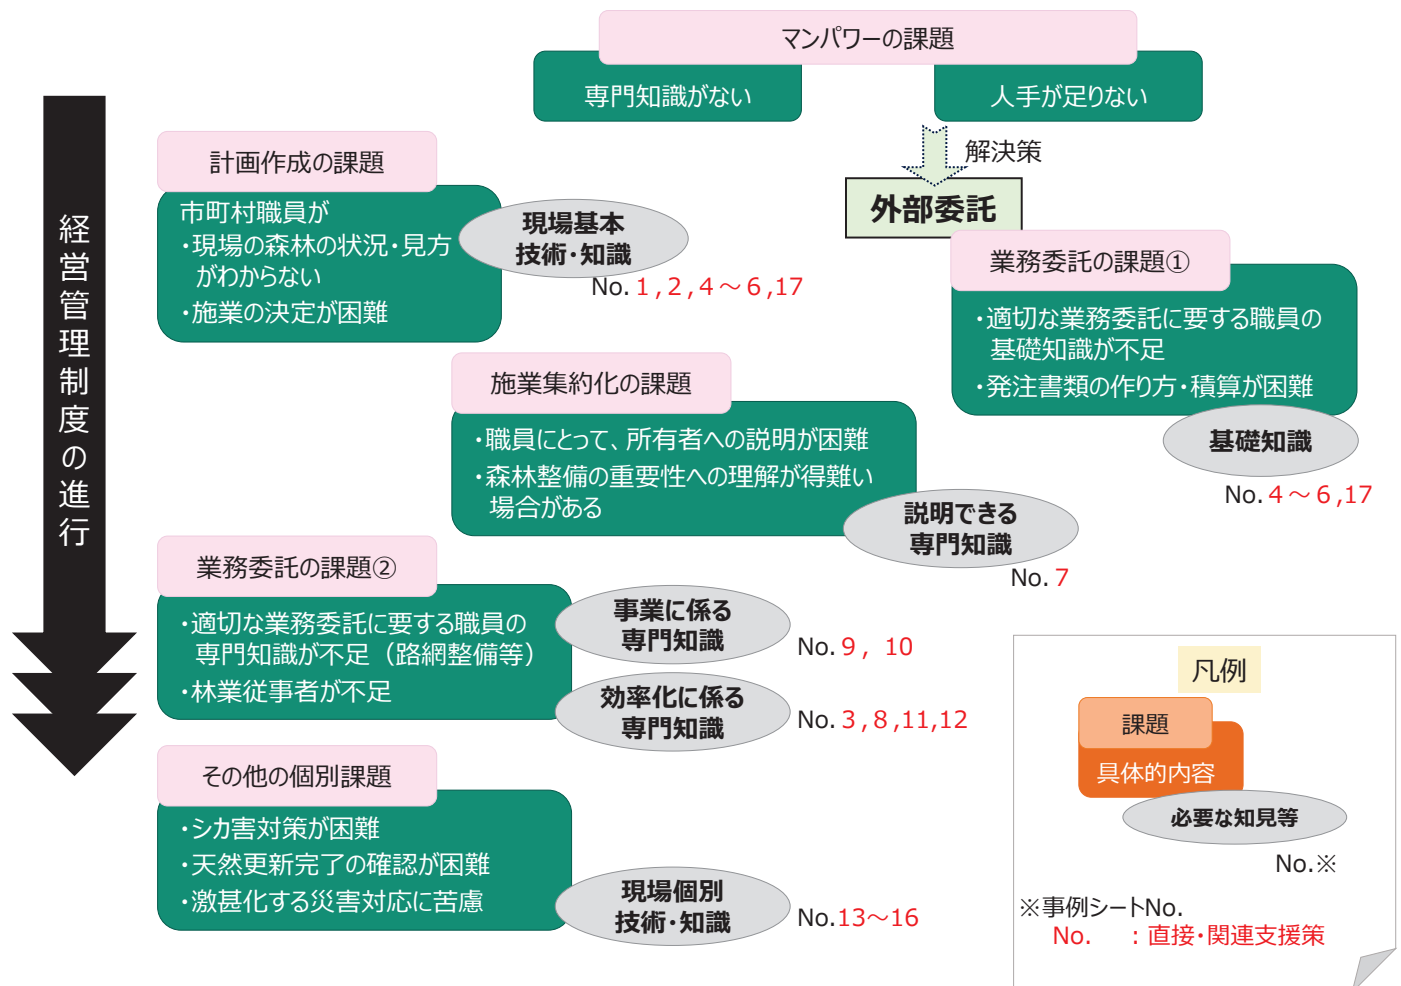 マンパワーの課題
専門知識がない
人手が足りない
解決策
外部委託
経営管理制度の進行
計画作成の課題
市町村職員が
・現場の森林の状況・見方
がわからない
・施業の決定が困難
現場基本
技術・知識
No. 1 , 2 , 4 ～ 6 ,17
業務委託の課題①
・適切な業務委託に要する職員の
基礎知識が不足
・発注書類の作り方・積算が困難
基礎知識
No. 4 ～ 6 ,17
施業集約化の課題
・職員にとって、所有者への説明が困難
・森林整備の重要性への理解が得難い
場合がある
説明できる
専門知識
No. 7
業務委託の課題②
・適切な業務委託に要する職員の
専門知識が不足（路網整備等）
・林業従事者が不足
事業に係る
専門知識
No. 9 , 10
効率化に係る
専門知識
No. 3 , 8 ,11,12
その他の個別課題
・シカ害対策が困難
・天然更新完了の確認が困難
・激甚化する災害対応に苦慮
現場個別
技術・知識
No.13～16
凡例
課題
具体的内容
必要な知見等
No.※
※事例シートNo.
No. ：直接・関連支援策